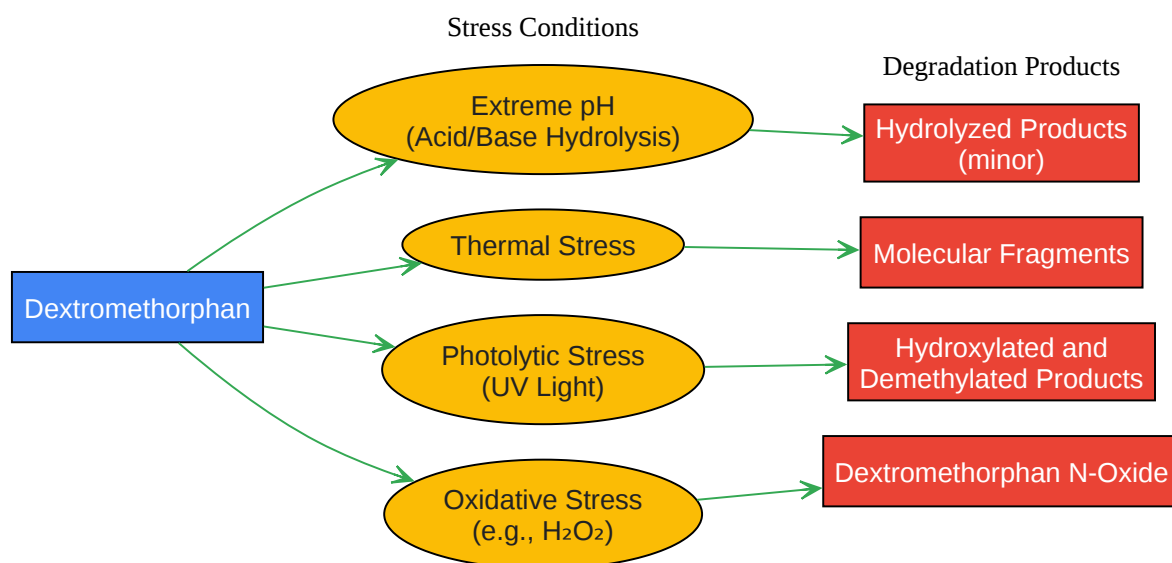 Stress Conditions
Degradation Products
Extreme pH
(Acid/Base Hydrolysis)
Hydrolyzed Products
(minor)
Thermal Stress
Molecular Fragments
Dextromethorphan
Photolytic Stress
(UV Light)
Hydroxylated and
Demethylated Products
Oxidative Stress
(e.g., H₂O₂)
Dextromethorphan N-Oxide